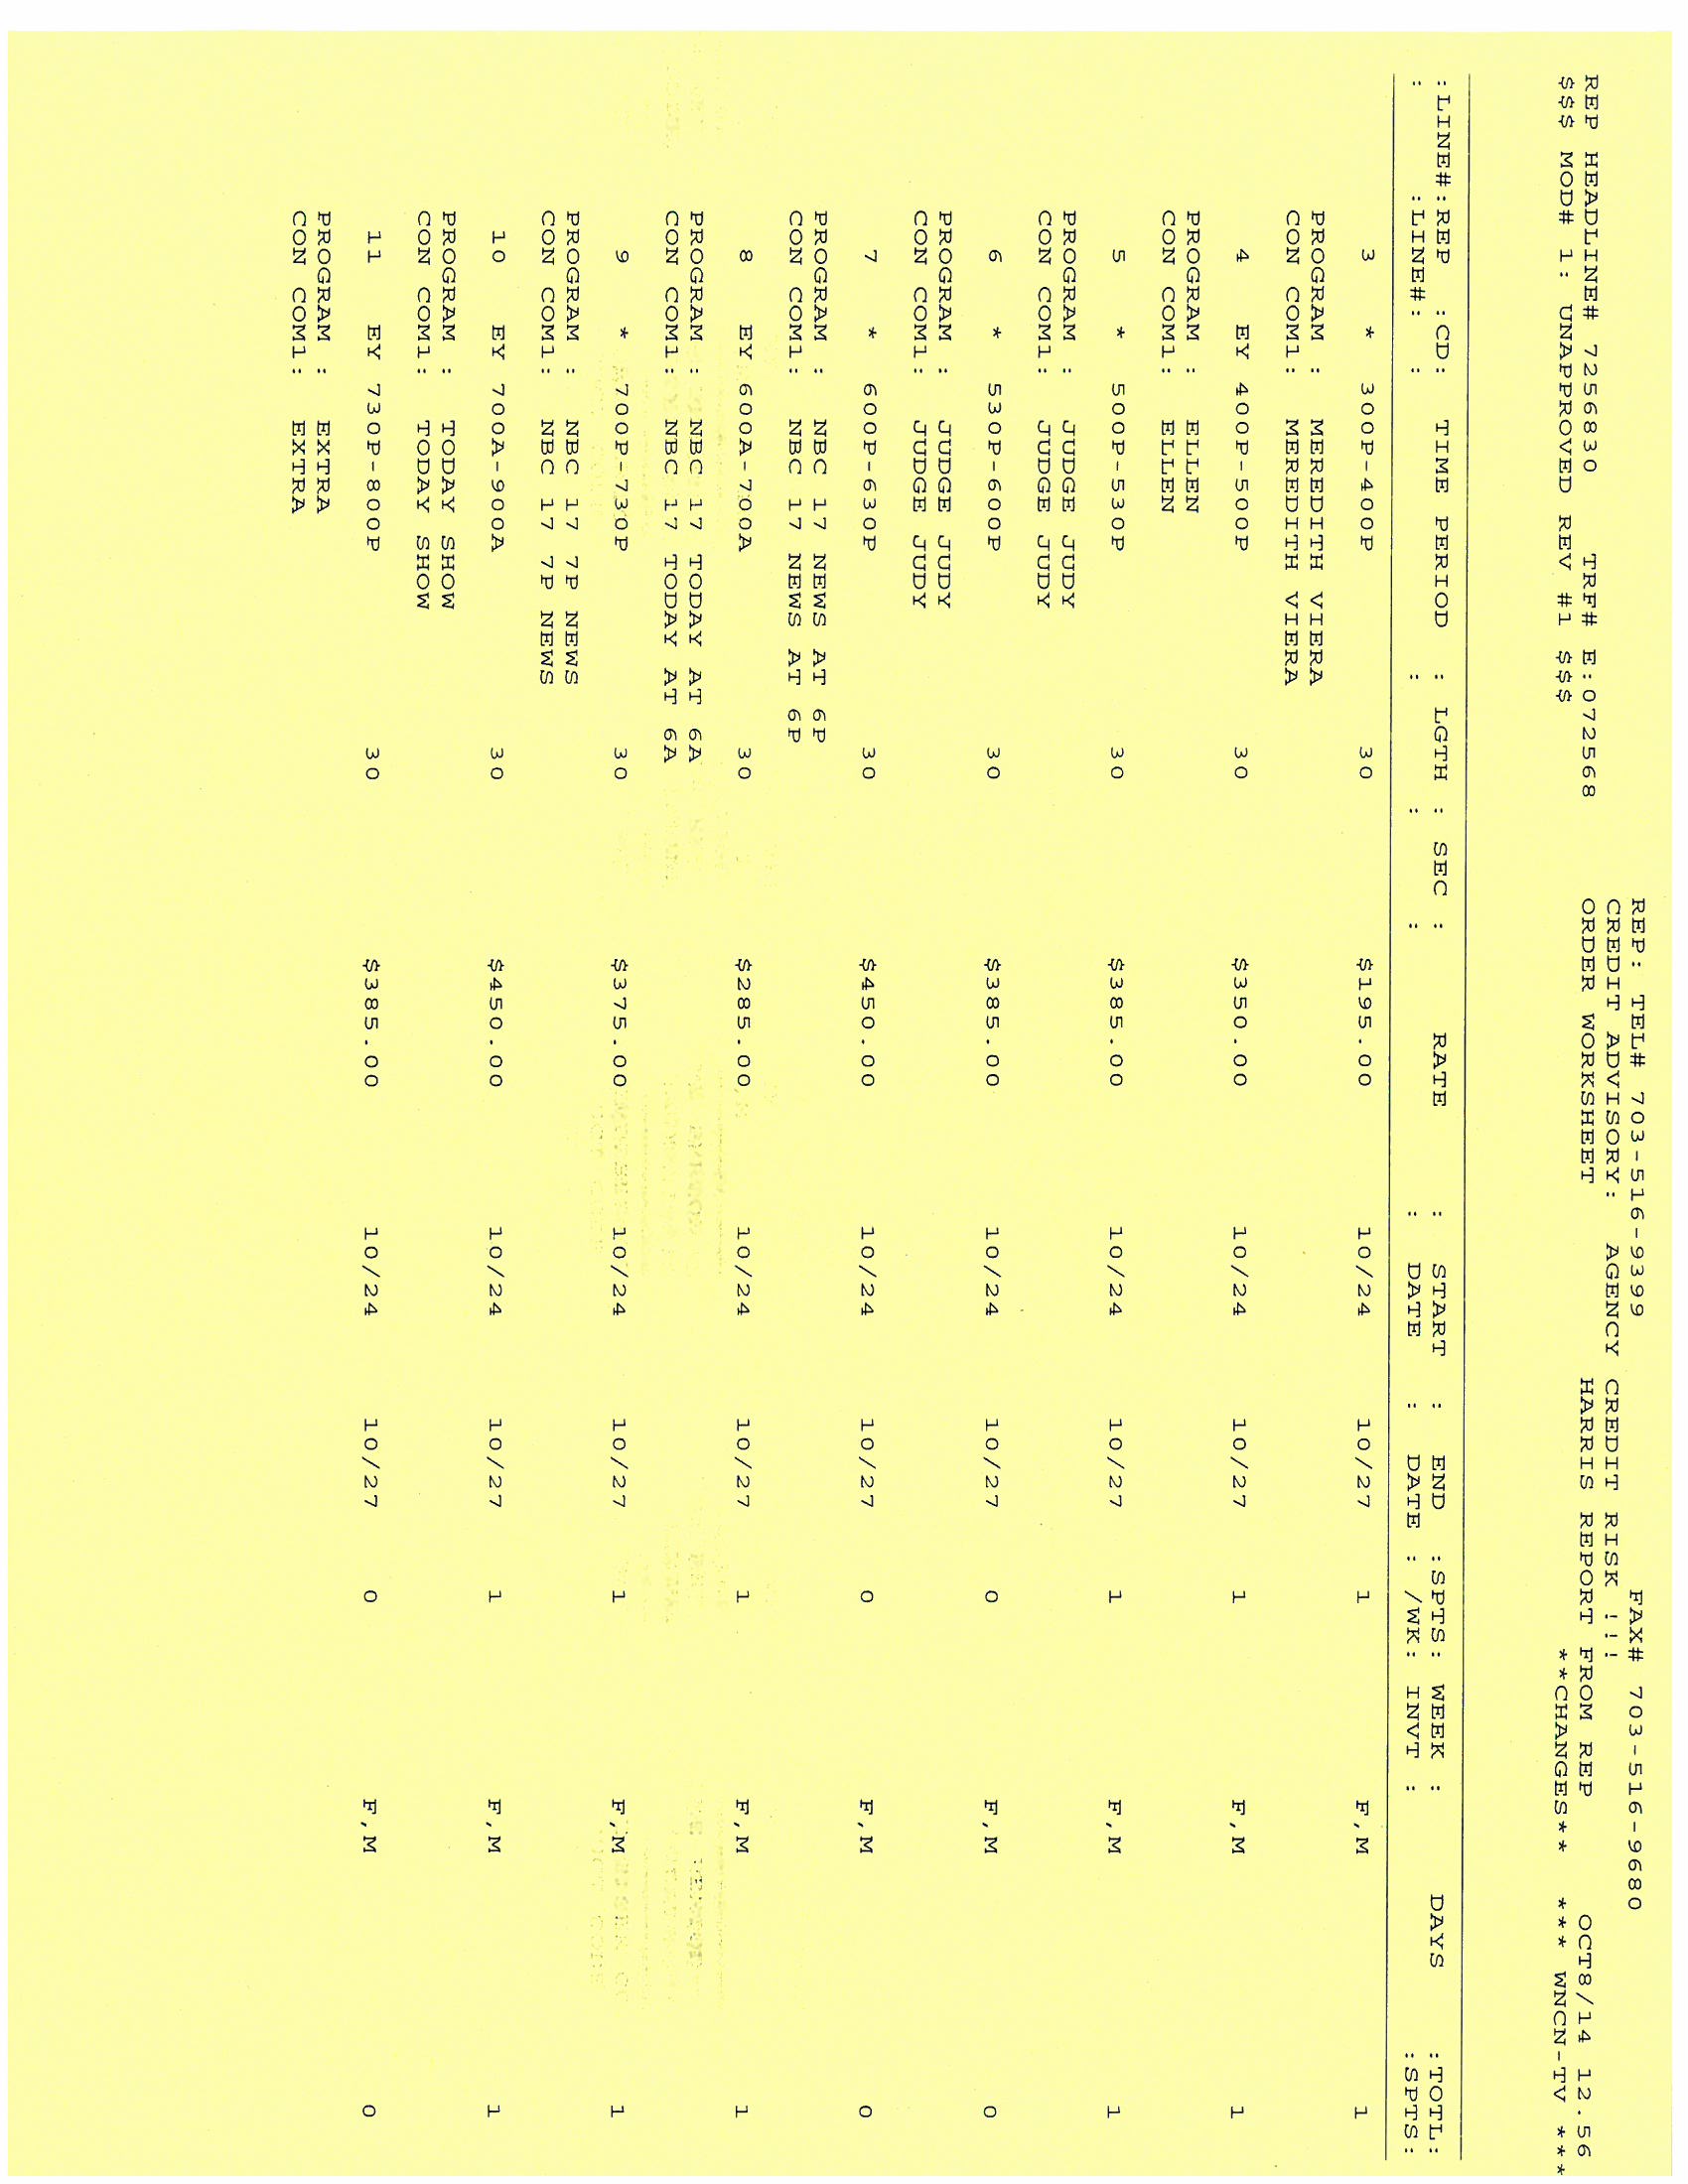 REP: TEL# 703-516-9399 FAX# 703-516-9680
CREDIT ADVISORY: AGENCY CREDIT RISK !!!
REP HEADLINE# 7256830 TRF# E:072568 ORDER WORKSHEET HARRIS REPORT FROM REP OCT8/14 12.56
$$$ MOD# 1: UNAPPROVED REV #1 $$$ **CHANGES** *** WNCN-TV ***
:LINE#:REP :CD: TIME PERIOD : LGTH : SEC : RATE : START : END :SPTS: WEEK : DAYS :TOTL:
: :LINE#: : : : : DATE : DATE : /WK: INVT : :SPTS:
3 * 300P-400P 30 $195.00 10/24 10/27 1 F,M 1
PROGRAM : MEREDITH VIERA
CON COM1: MEREDITH VIERA
4 EY 400P-500P 30 $350.00 10/24 10/27 1 F,M 1
PROGRAM : ELLEN
CON COM1: ELLEN
5 * 500P-530P 30 $385.00 10/24 10/27 1 F,M 1
PROGRAM : JUDGE JUDY
CON COM1: JUDGE JUDY
6 * 530P-600P 30 $385.00 10/24 10/27 0 F,M 0
PROGRAM : JUDGE JUDY
CON COM1: JUDGE JUDY
7 * 600P-630P 30 $450.00 10/24 10/27 0 F,M 0
PROGRAM : NBC 17 NEWS AT 6P
CON COM1: NBC 17 NEWS AT 6P
8 EY 600A-700A 30 $285.00 10/24 10/27 1 F,M 1
PROGRAM : NBC 17 TODAY AT 6A
CON COM1: NBC 17 TODAY AT 6A
9 * 700P-730P 30 $375.00 10/24 10/27 1 F,M 1
PROGRAM : NBC 17 7P NEWS
CON COM1: NBC 17 7P NEWS
10 EY 700A-900A 30 $450.00 10/24 10/27 1 F,M 1
PROGRAM : TODAY SHOW
CON COM1: TODAY SHOW
11 EY 730P-800P 30 $385.00 10/24 10/27 0 F,M 0
PROGRAM : EXTRA
CON COM1: EXTRA